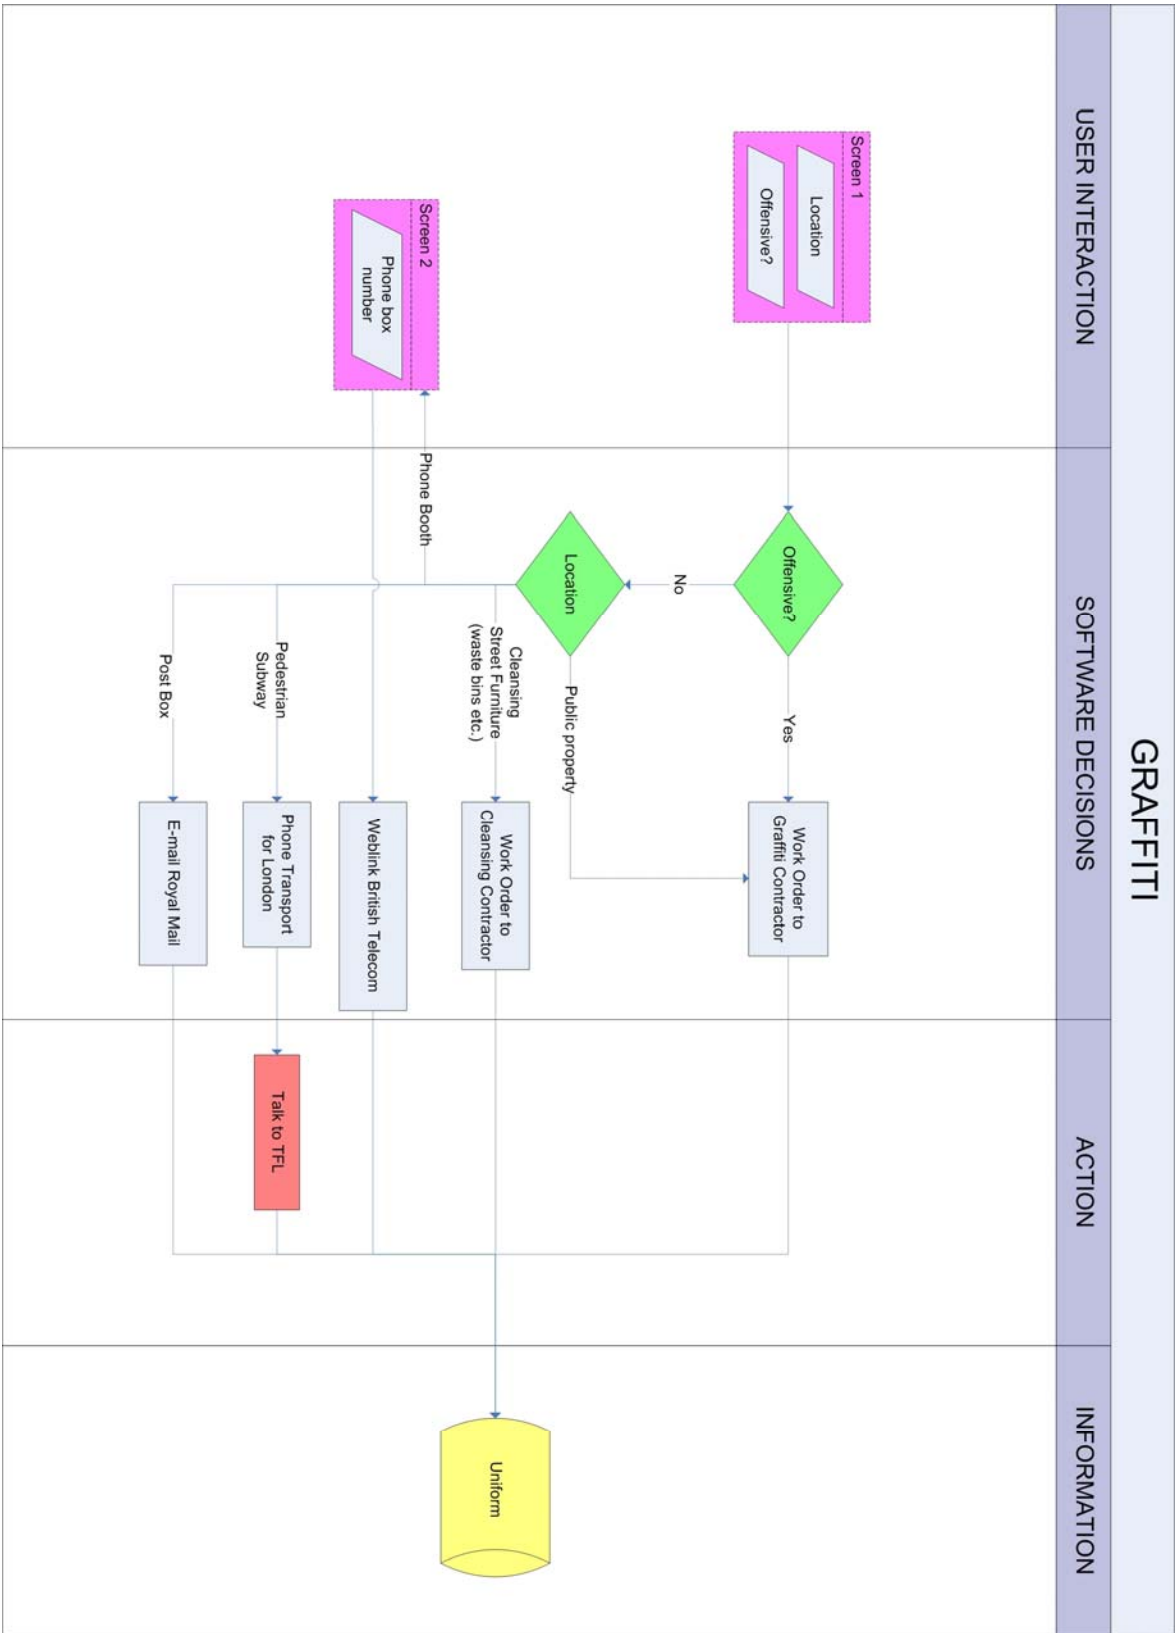 GRAFFITI
USER INTERACTION
SOFTWARE DECISIONS
ACTION
INFORMATION
Screen 1
Location
Offensive?
Offensive?
Yes
Work Order to
Graffiti Contractor
No
Location
Public property
Cleansing
Street Furniture
(waste bins etc.)
Work Order to
Cleansing Contractor
Uniform
Screen 2
Phone box
number
Phone Booth
Weblink British Telecom
Pedestrian
Subway
Phone Transport
for London
Talk to TFL
Post Box
E-mail Royal Mail